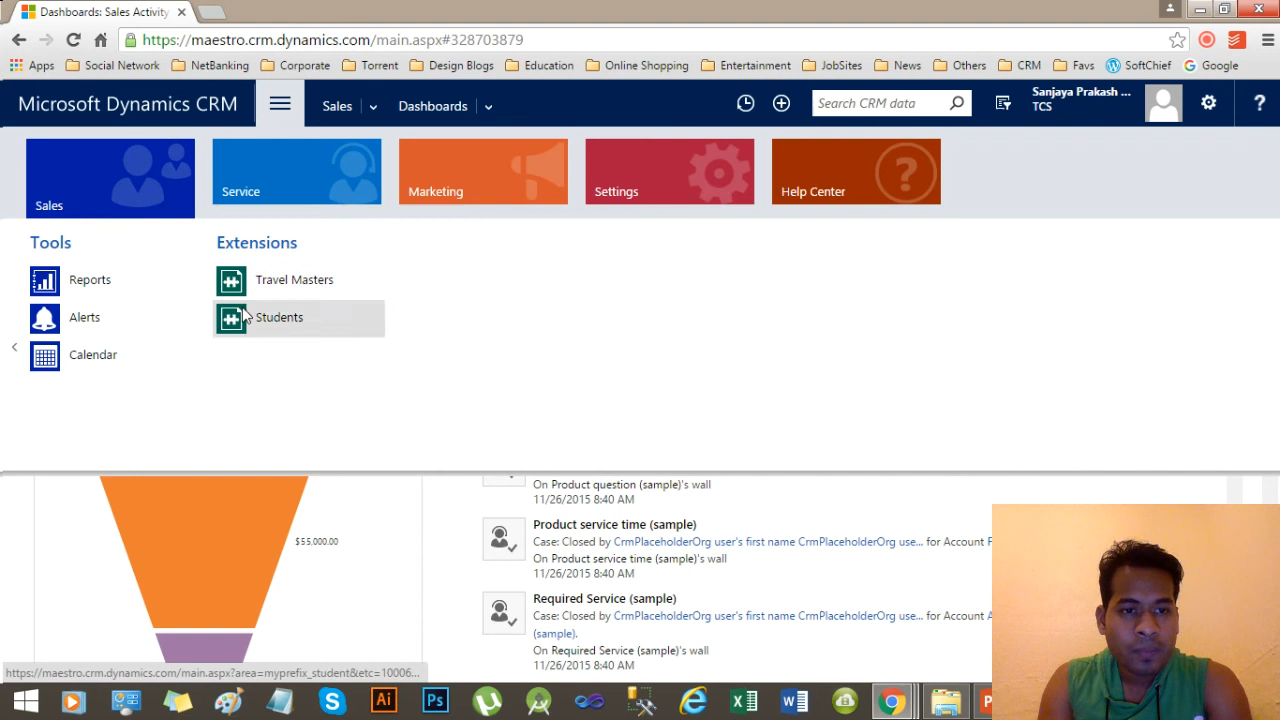 Dashboards: Sales Activity
https://maestro.crm.dynamics.com/main.aspx#328703879
Apps Social Network NetBanking Corporate Torrent Design Blogs Education Online Shopping Entertainment JobSites News Others CRM Favs SoftChief Google
Microsoft Dynamics CRM Sales Dashboards Search CRM data Sanjaya Prakash ...
TCS
Sales Service Marketing Settings Help Center
Tools Extensions
Reports Travel Masters
Alerts Students
Calendar
On Product question (sample)'s wall
11/26/2015 8:40 AM
Product service time (sample)
$55,000.00 Case: Closed by CrmPlaceholderOrg user's first name CrmPlaceholderOrg use... for Account F
On Product service time (sample)'s wall
11/26/2015 8:40 AM
Required Service (sample)
Case: Closed by CrmPlaceholderOrg user's first name CrmPlaceholderOrg use... for Account A
(sample).
On Required Service (sample)'s wall
11/26/2015 8:40 AM
https://maestro.crm.dynamics.com/main.aspx?area=myprefix_student&etc=10006...